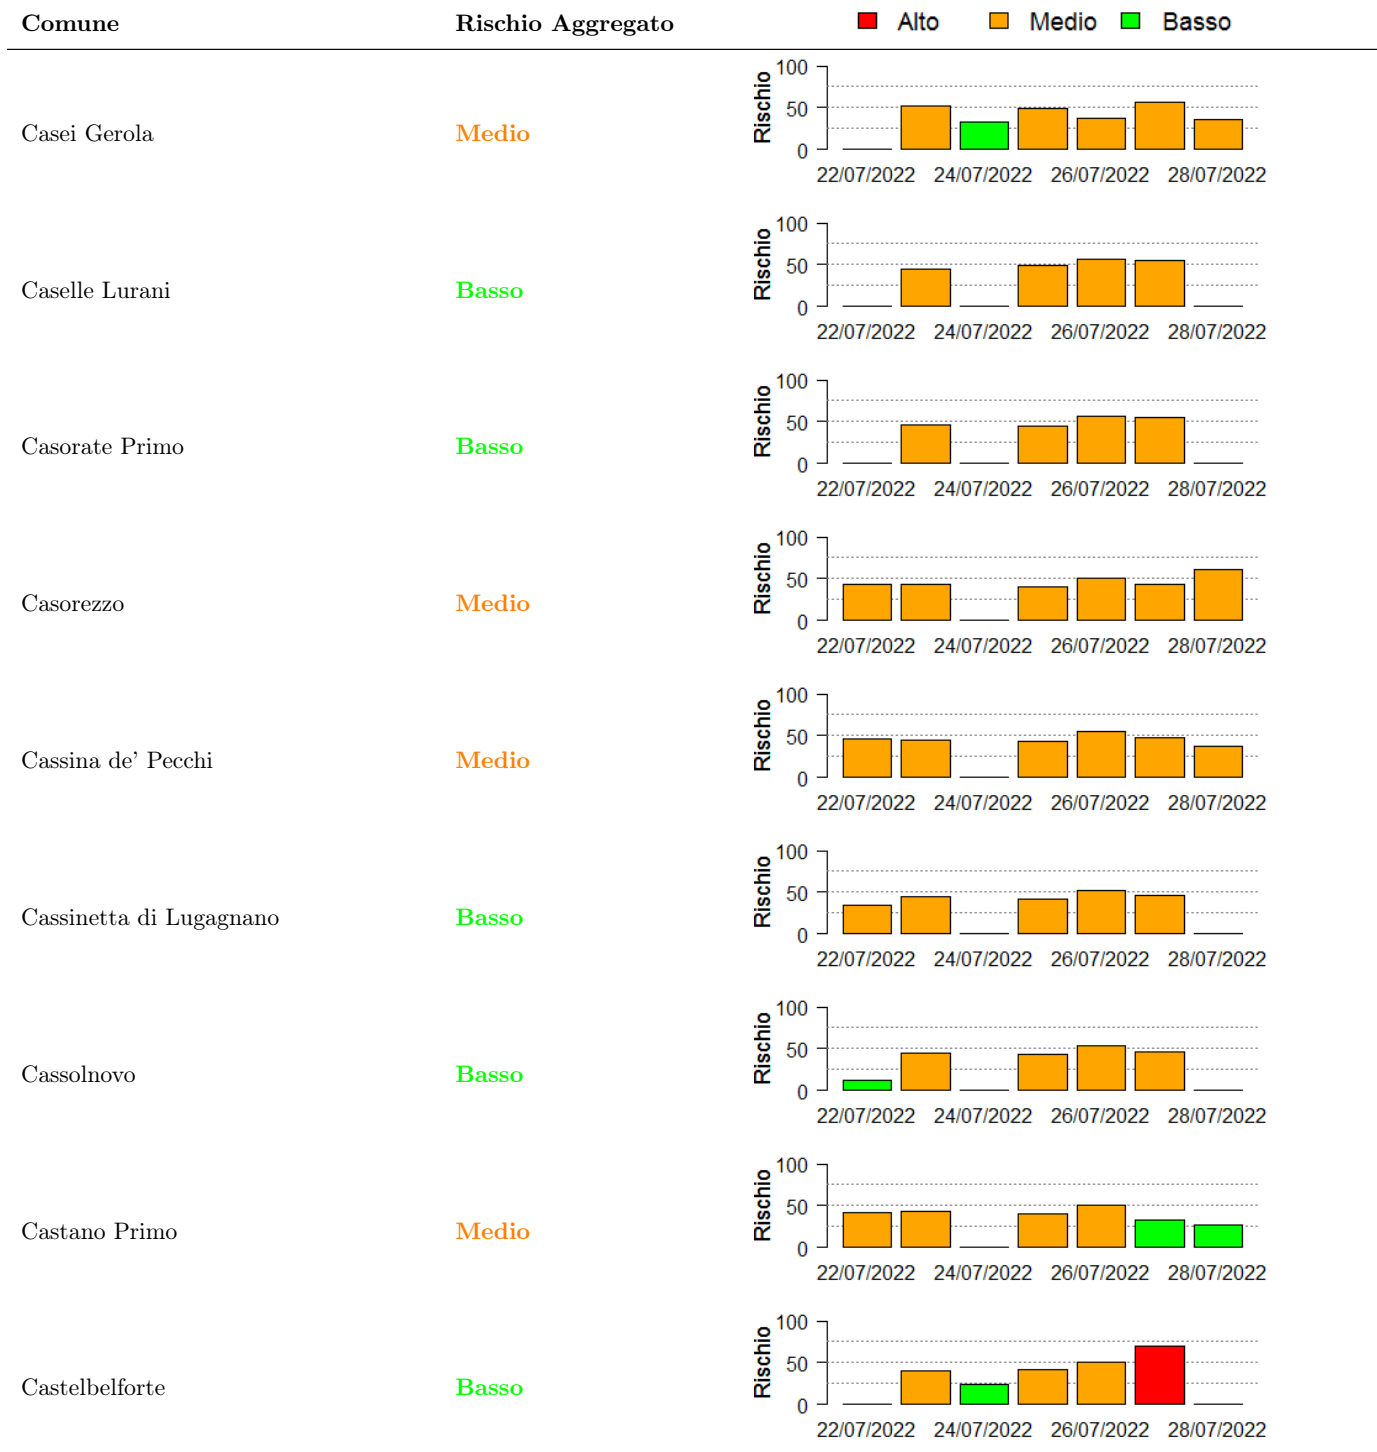 Comune Rischio Aggregato Alto Medio Basso
100
50
0
Rischio
Casei Gerola Medio
22/07/2022 24/07/2022 26/07/2022 28/07/2022
100
50
0
Rischio
Caselle Lurani Basso
22/07/2022 24/07/2022 26/07/2022 28/07/2022
100
50
0
Rischio
Casorate Primo Basso
22/07/2022 24/07/2022 26/07/2022 28/07/2022
100
50
0
Rischio
Casorezzo Medio
22/07/2022 24/07/2022 26/07/2022 28/07/2022
100
50
0
Rischio
Cassina de' Pecchi Medio
22/07/2022 24/07/2022 26/07/2022 28/07/2022
100
50
0
Rischio
Cassinetta di Lugagnano Basso
22/07/2022 24/07/2022 26/07/2022 28/07/2022
100
50
0
Rischio
Cassolnovo Basso
22/07/2022 24/07/2022 26/07/2022 28/07/2022
100
50
0
Rischio
Castano Primo Medio
22/07/2022 24/07/2022 26/07/2022 28/07/2022
100
50
0
Rischio
Castelbelforte Basso
22/07/2022 24/07/2022 26/07/2022 28/07/2022